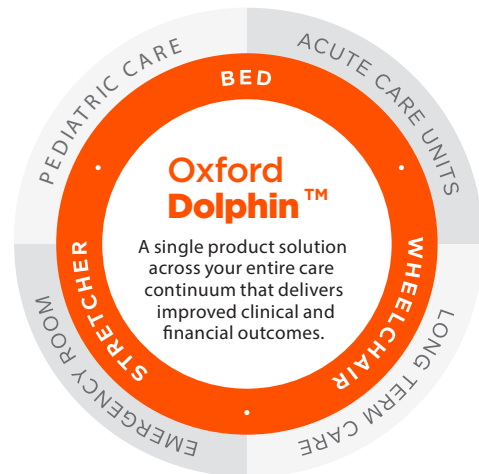 PEDIATRIC CARE
ACUTE CARE UNITS
BED
Oxford
Dolphin™
A single product solution
across your entire care
continuum that delivers
improved clinical and
financial outcomes.
STRETCHER
WHEELCHAIR
EMERGENCY ROOM
LONG TERM CARE